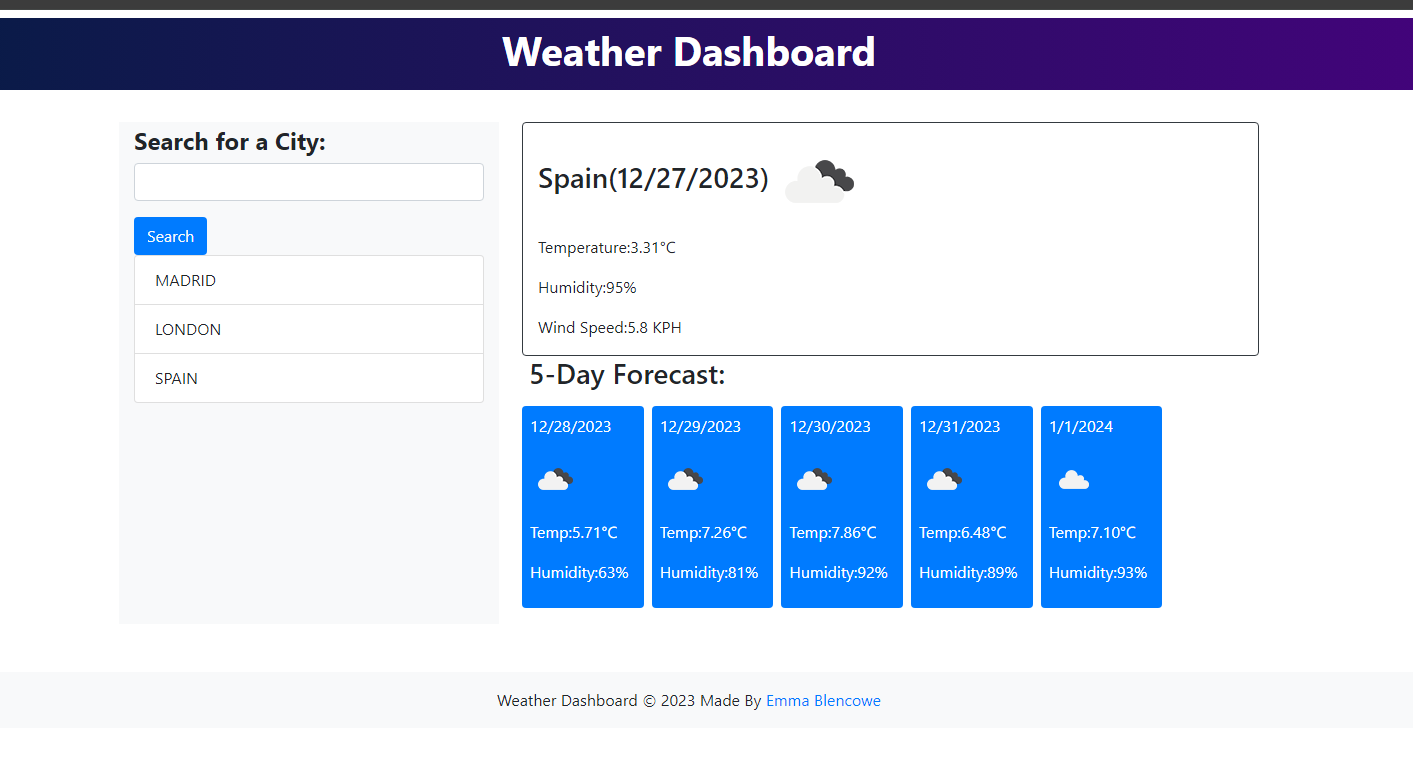 Weather Dashboard
Search for a City:
Search
MADRID
LONDON
SPAIN
Spain(12/27/2023)
Temperature:3.31°C
Humidity:95%
Wind Speed:5.8 KPH
5-Day Forecast:
12/28/2023
Temp:5.71°C
Humidity:63%
12/29/2023
Temp:7.26°C
Humidity:81%
12/30/2023
Temp:7.86°C
Humidity:92%
12/31/2023
Temp:6.48°C
Humidity:89%
1/1/2024
Temp:7.10°C
Humidity:93%
Weather Dashboard © 2023 Made By Emma Blencowe